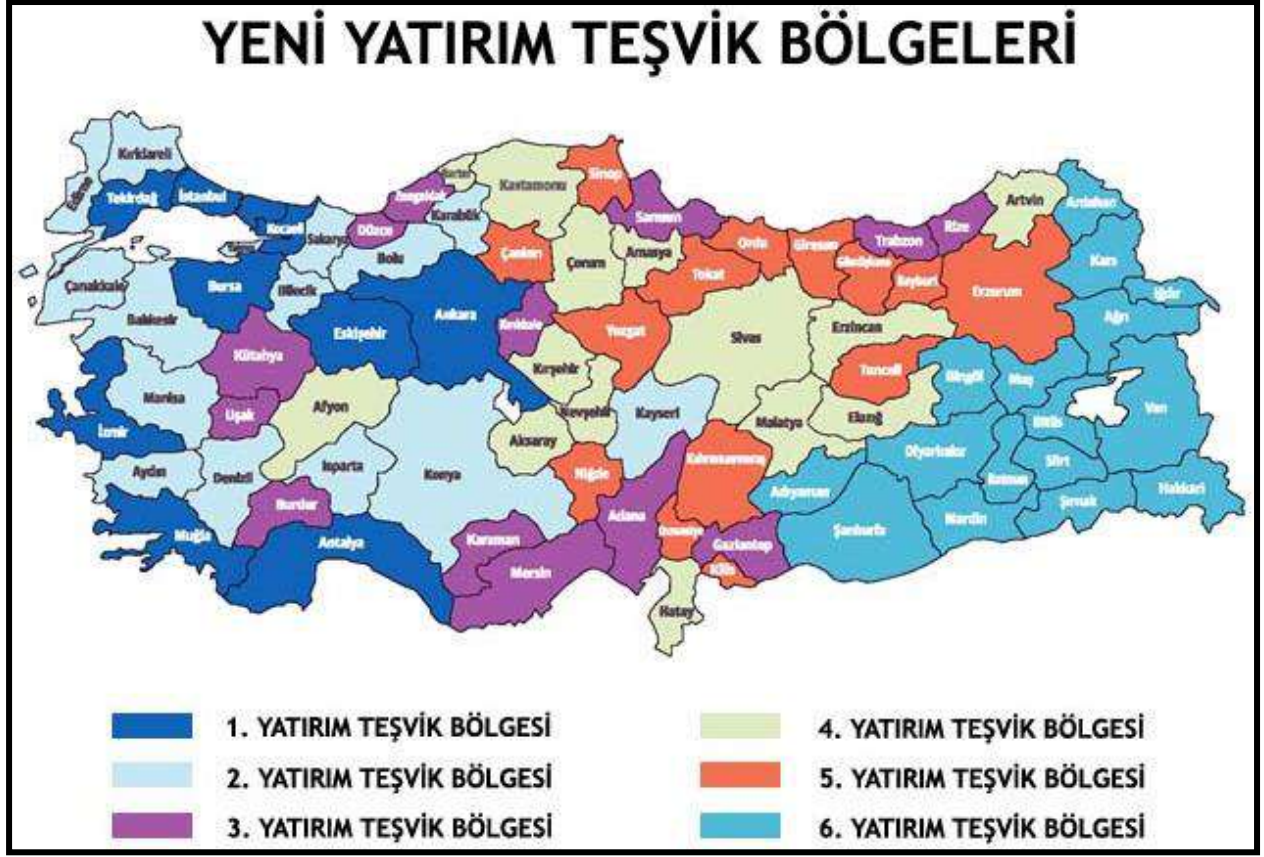 YENİ YATIRIM TEŞVİK BÖLGELERİ
Kırklareli
Edirne
Tekirdağ
İstanbul
Kocaeli
Sakarya
Düzce
Zonguldak
Bartın
Karabük
Kastamonu
Sinop
Samsun
Artvin
Ardahan
Rize
Trabzon
Giresun
Ordu
Gümüşhane
Bayburt
Erzurum
Kars
Iğdır
Ağrı
Çankırı
Çorum
Amasya
Tokat
Bolu
Bilecik
Bursa
Çanakkale
Balıkesir
Eskişehir
Ankara
Kırıkkale
Yozgat
Sivas
Erzincan
Tunceli
Bingöl
Muş
Van
Bitlis
Kütahya
Manisa
Uşak
Afyon
Kırşehir
Nevşehir
Kayseri
Malatya
Elazığ
Diyarbakır
Batman
Siirt
Şırnak
Hakkari
İzmir
Aydın
Denizli
Isparta
Konya
Aksaray
Niğde
Kahramanmaraş
Adıyaman
Şanlıurfa
Mardin
Burdur
Muğla
Antalya
Karaman
Mersin
Adana
Osmaniye
Gaziantep
Kilis
Hatay
1. YATIRIM TEŞVİK BÖLGESİ
2. YATIRIM TEŞVİK BÖLGESİ
3. YATIRIM TEŞVİK BÖLGESİ
4. YATIRIM TEŞVİK BÖLGESİ
5. YATIRIM TEŞVİK BÖLGESİ
6. YATIRIM TEŞVİK BÖLGESİ